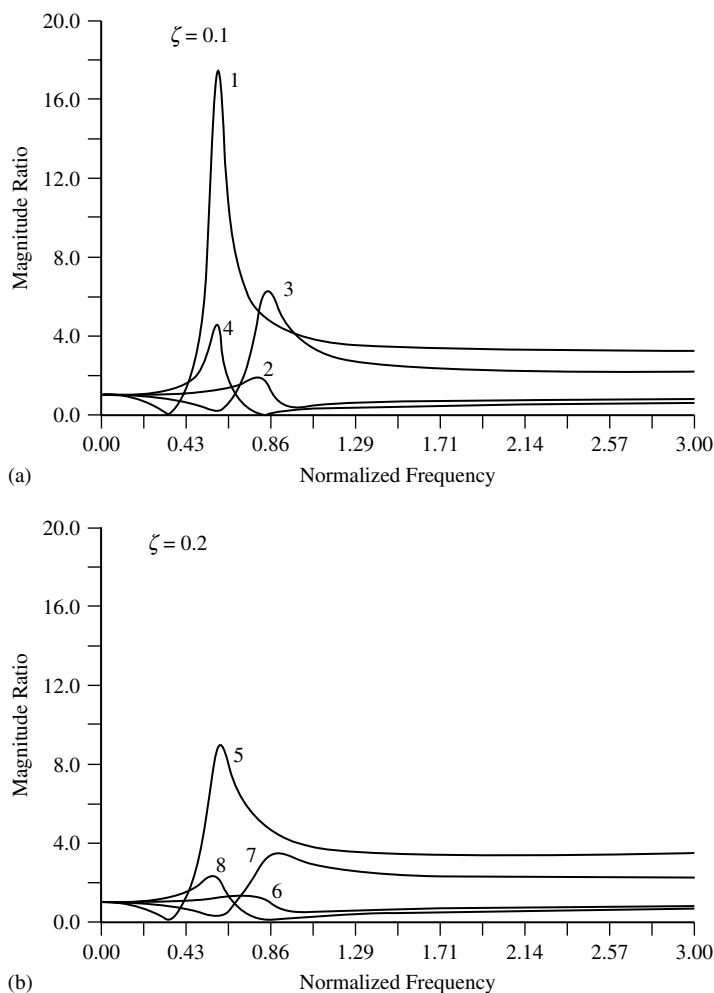 20.0
ζ = 0.1
1
16.0
12.0
Magnitude Ratio
8.0
3
4
4.0
2
0.0
0.00 0.43 0.86 1.29 1.71 2.14 2.57 3.00
(a) Normalized Frequency
20.0
ζ = 0.2
16.0
12.0
Magnitude Ratio
8.0
5
4.0
7
8
6
0.0
0.00 0.43 0.86 1.29 1.71 2.14 2.57 3.00
(b) Normalized Frequency